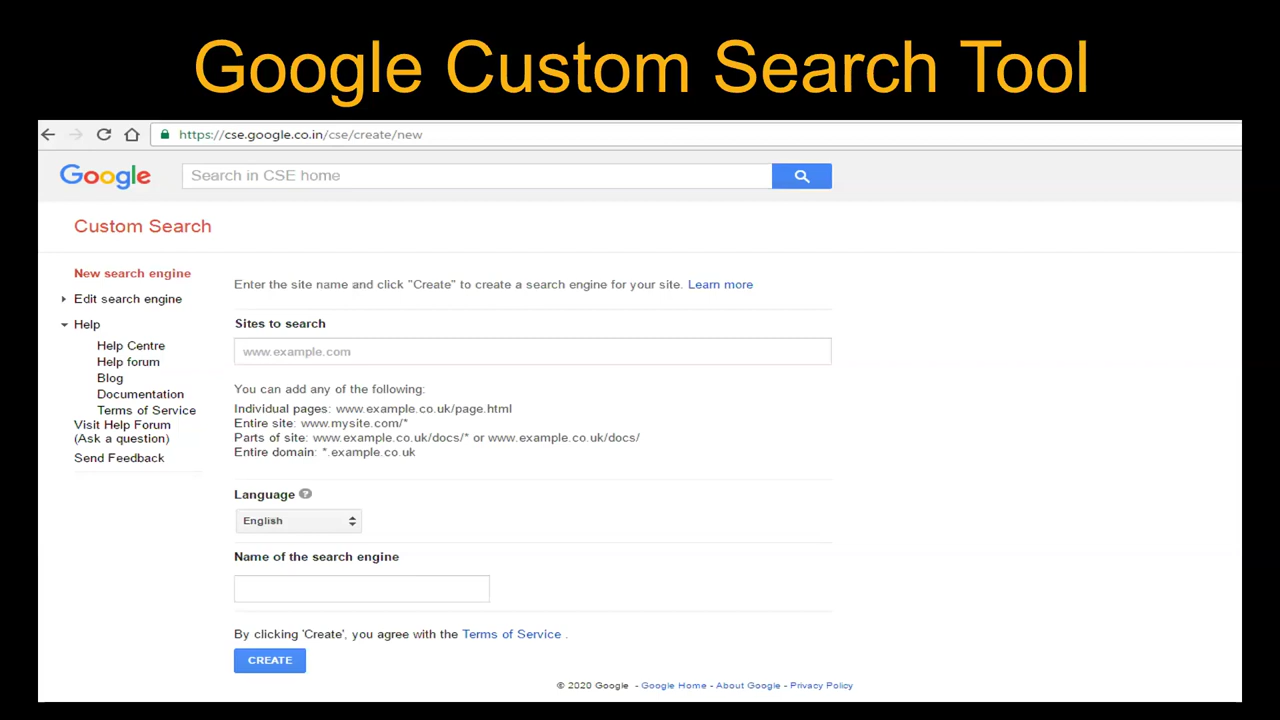 Google Custom Search Tool
https://cse.google.co.in/cse/create/new
Google
Search in CSE home
Custom Search
New search engine
Edit search engine
Help
Help Centre
Help forum
Blog
Documentation
Terms of Service
Visit Help Forum
(Ask a question)
Send Feedback
Enter the site name and click "Create" to create a search engine for your site. Learn more
Sites to search
www.example.com
You can add any of the following:
Individual pages: www.example.co.uk/page.html
Entire site: www.mysite.com/*
Parts of site: www.example.co.uk/docs/* or www.example.co.uk/docs/
Entire domain: *.example.co.uk
Language ?
English
Name of the search engine
By clicking 'Create', you agree with the Terms of Service .
CREATE
© 2020 Google - Google Home - About Google - Privacy Policy